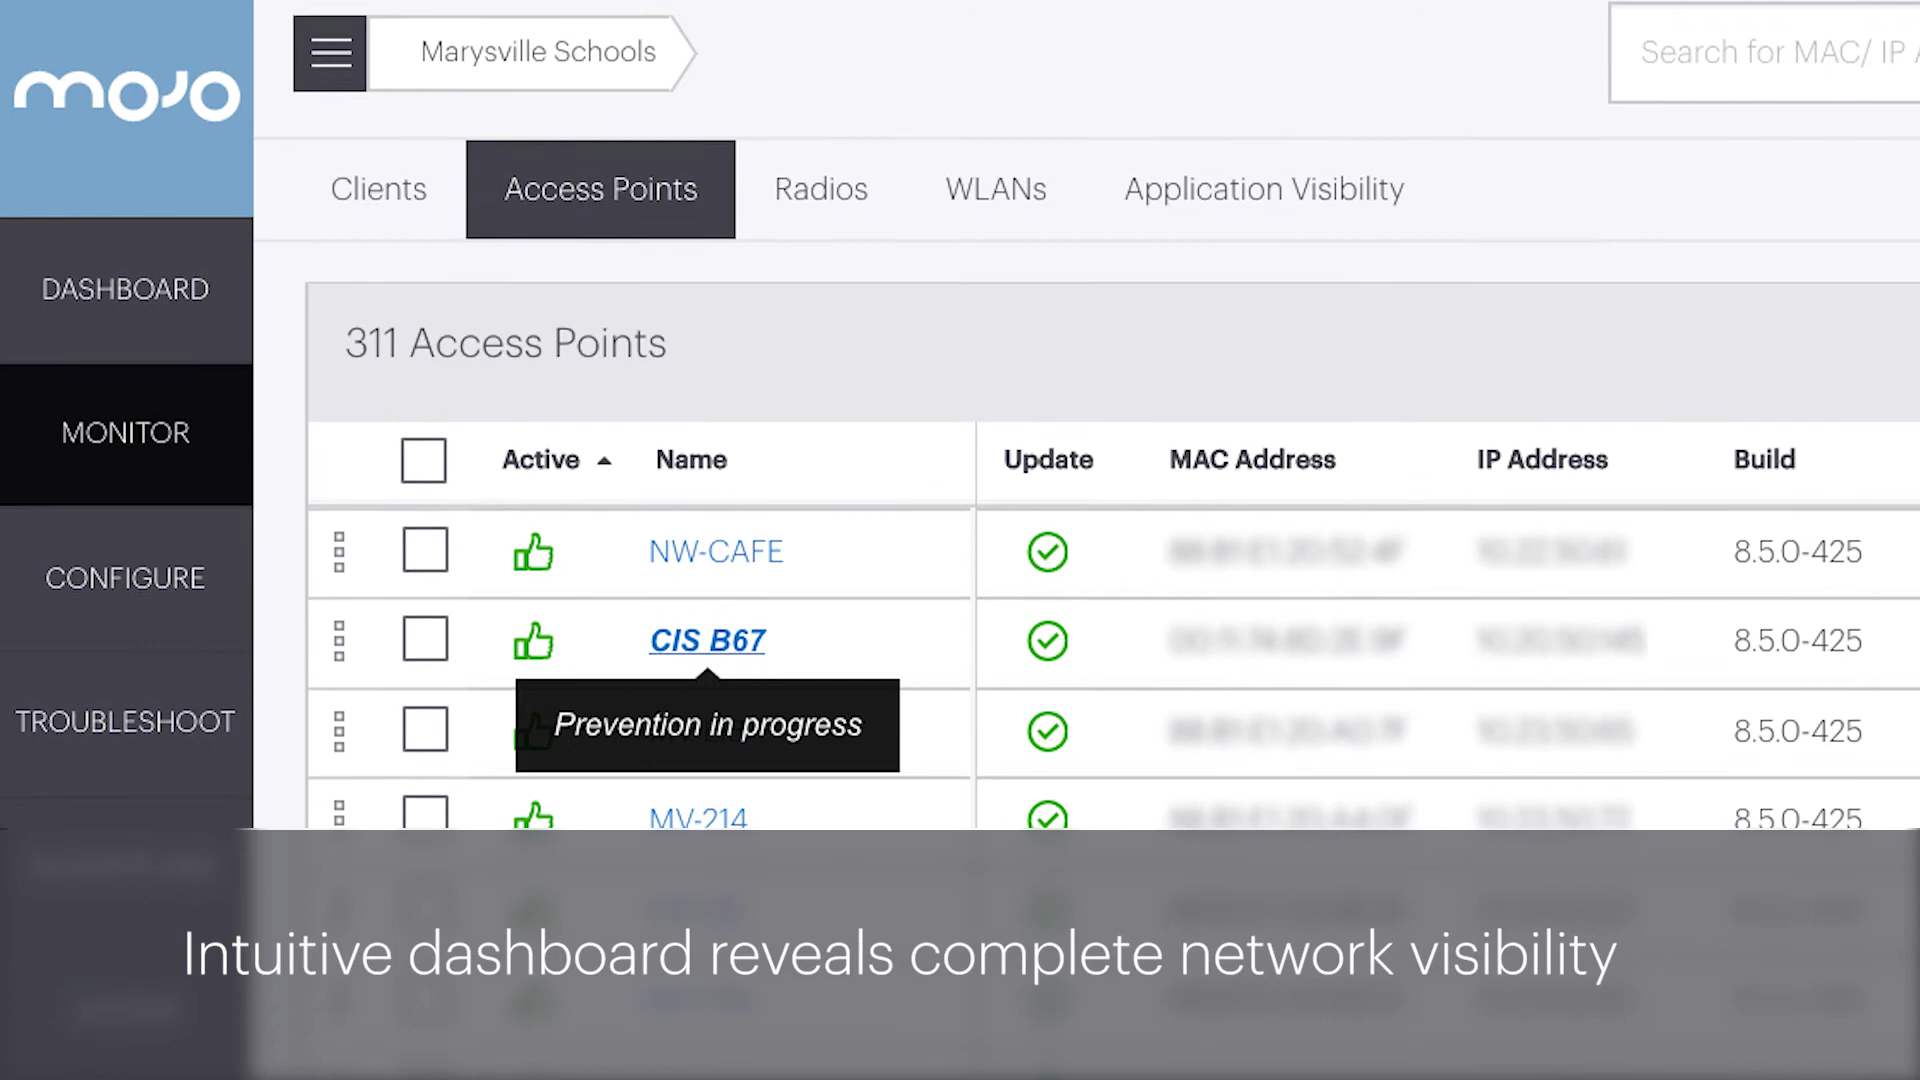 mojo
Marysville Schools
Search for MAC/ IP
Clients
Access Points
Radios
WLANs
Application Visibility
DASHBOARD
MONITOR
CONFIGURE
TROUBLESHOOT
311 Access Points
Active Name Update MAC Address IP Address Build
NW-CAFE 8.5.0-425
CIS B67 8.5.0-425
Prevention in progress 8.5.0-425
MV-214 8.5.0-425
Intuitive dashboard reveals complete network visibility